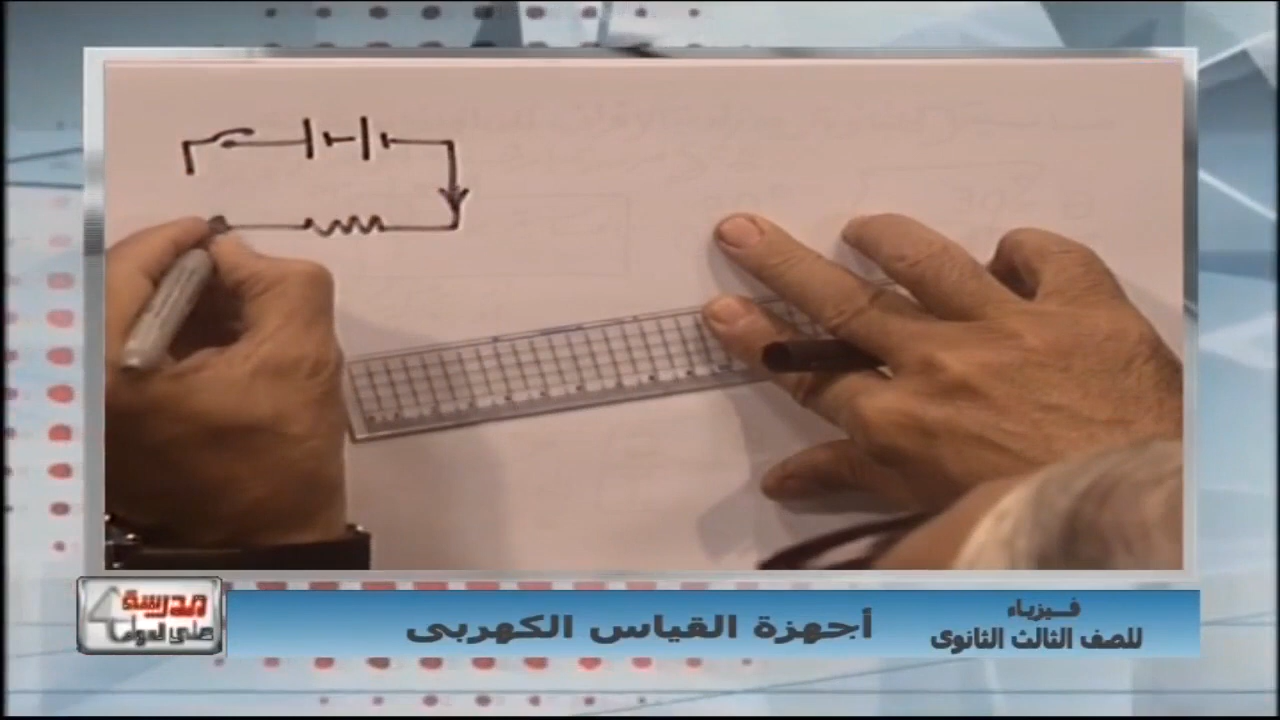 فيزياء
للصف الثالث الثانوى
أجهزة القياس الكهربى
مدرسة
على الهواء